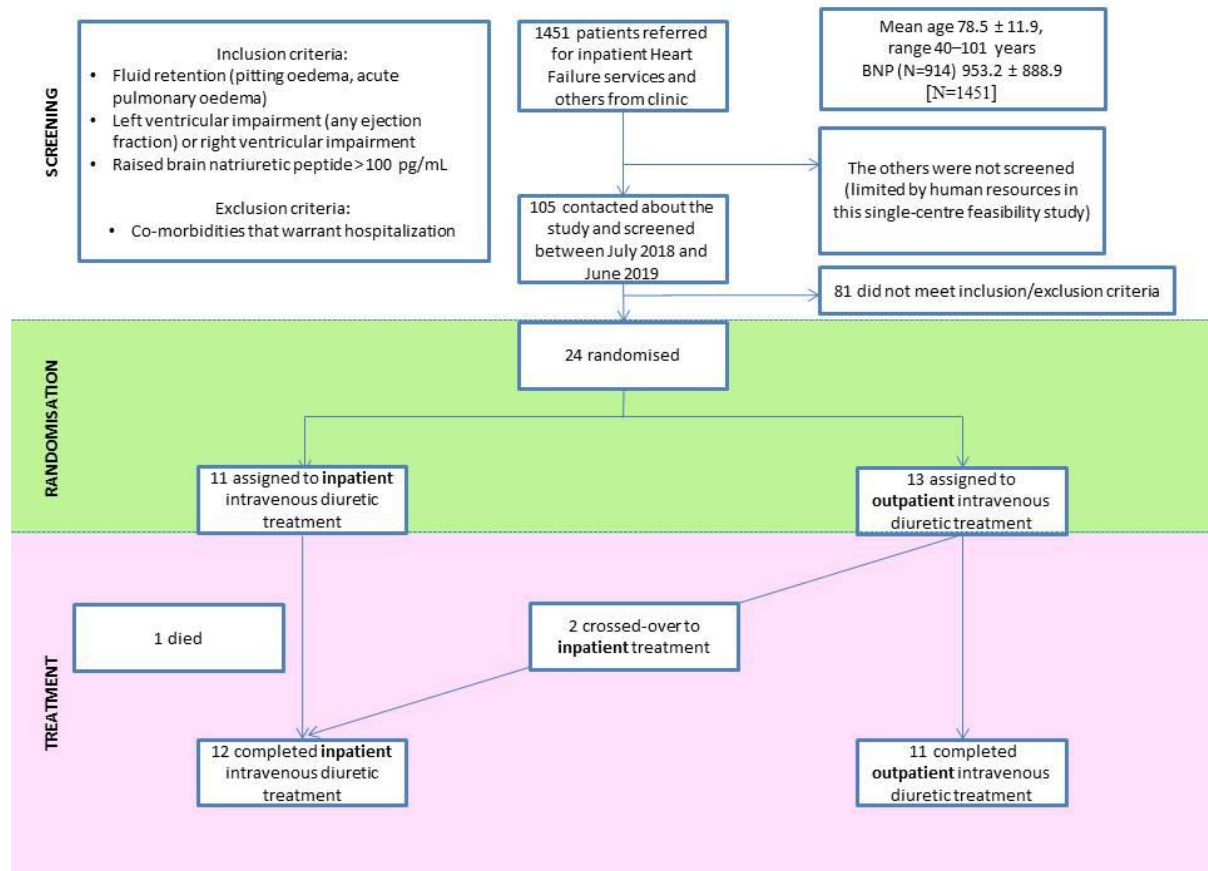 SCREENING
Inclusion criteria:
• Fluid retention (pitting oedema, acute
pulmonary oedema)
• Left ventricular impairment (any ejection
fraction) or right ventricular impairment
• Raised brain natriuretic peptide >100 pg/mL
Exclusion criteria:
• Co-morbidities that warrant hospitalization
1451 patients referred
for inpatient Heart
Failure services and
others from clinic
Mean age 78.5 ± 11.9,
range 40–101 years
BNP (N=914) 953.2 ± 888.9
[N=1451]
The others were not screened
(limited by human resources in
this single-centre feasibility study)
105 contacted about the
study and screened
between July 2018 and
June 2019
81 did not meet inclusion/exclusion criteria
RANDOMISATION
24 randomised
11 assigned to inpatient
intravenous diuretic
treatment
13 assigned to
outpatient intravenous
diuretic treatment
TREATMENT
1 died
2 crossed-over to
inpatient treatment
12 completed inpatient
intravenous diuretic
treatment
11 completed
outpatient intravenous
diuretic treatment